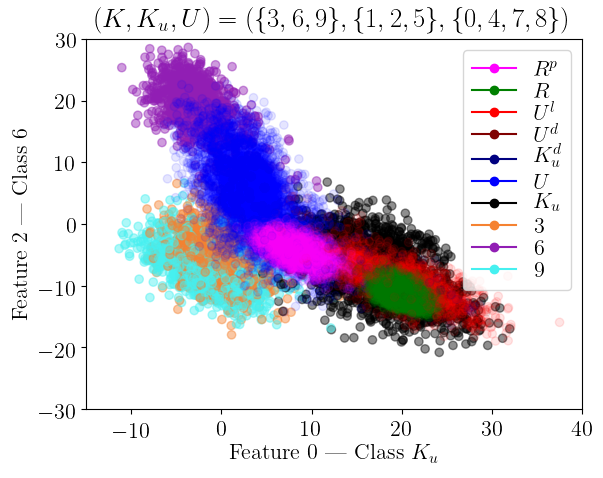 (K, K_u, U) = ({3, 6, 9}, {1, 2, 5}, {0, 4, 7, 8})
30
20
10
0
−10
−20
−30
Feature 2 — Class 6
−10 0 10 20 30 40
Feature 0 — Class K_u
R^p
R
U^l
U^d
K_u^d
U
K_u
3
6
9